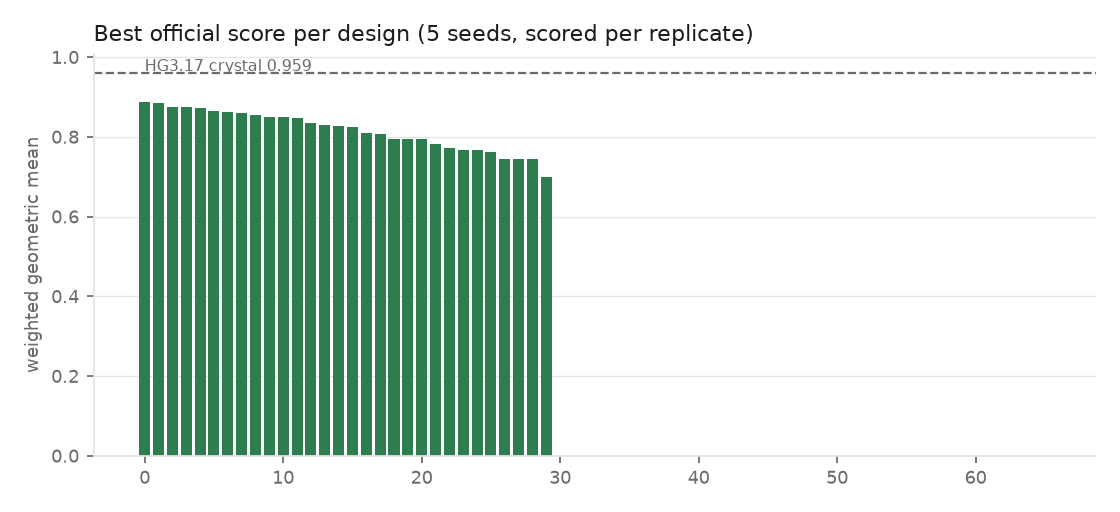 Best official score per design (5 seeds, scored per replicate)
HG3.17 crystal 0.959
weighted geometric mean
1.0
0.8
0.6
0.4
0.2
0.0
0 10 20 30 40 50 60